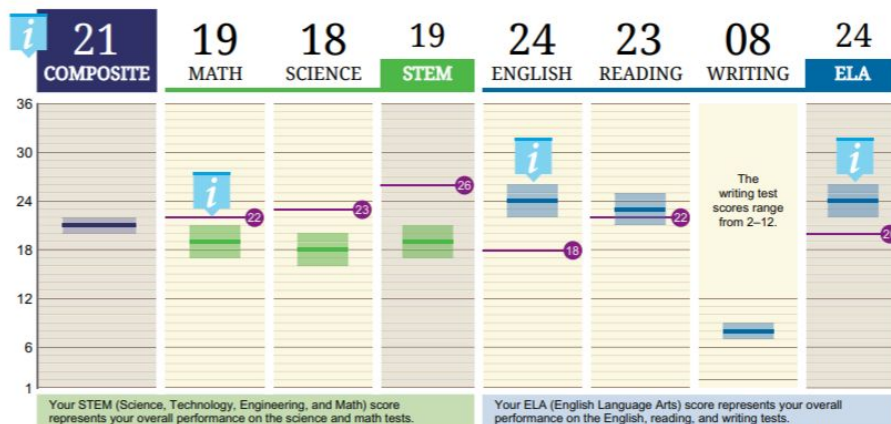 i
21 19 18 19 24 23 08 24
COMPOSITE MATH SCIENCE STEM ENGLISH READING WRITING ELA
36
30
i
i
The
writing test
scores range
from 2–12.
26
24
i
22
23
22
18
18
12
6
1
Your STEM (Science, Technology, Engineering, and Math) score
represents your overall performance on the science and math tests.
Your ELA (English Language Arts) score represents your overall
performance on the English, reading, and writing tests.